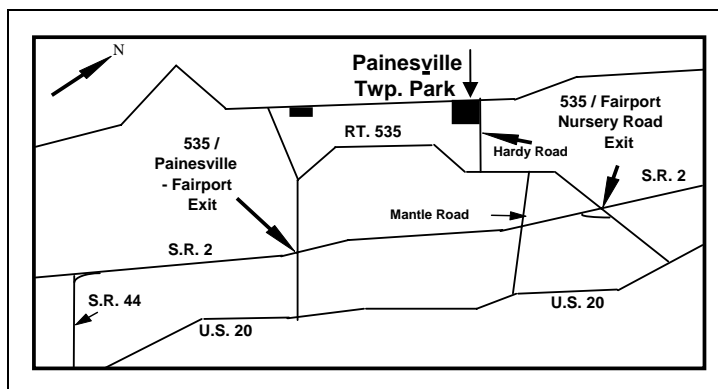 N
Painesville
Twp. Park
535 / Fairport
Nursery Road
Exit
535 /
Painesville
- Fairport
Exit
RT. 535
Hardy Road
S.R. 2
Mantle Road
S.R. 2
S.R. 44
U.S. 20
U.S. 20